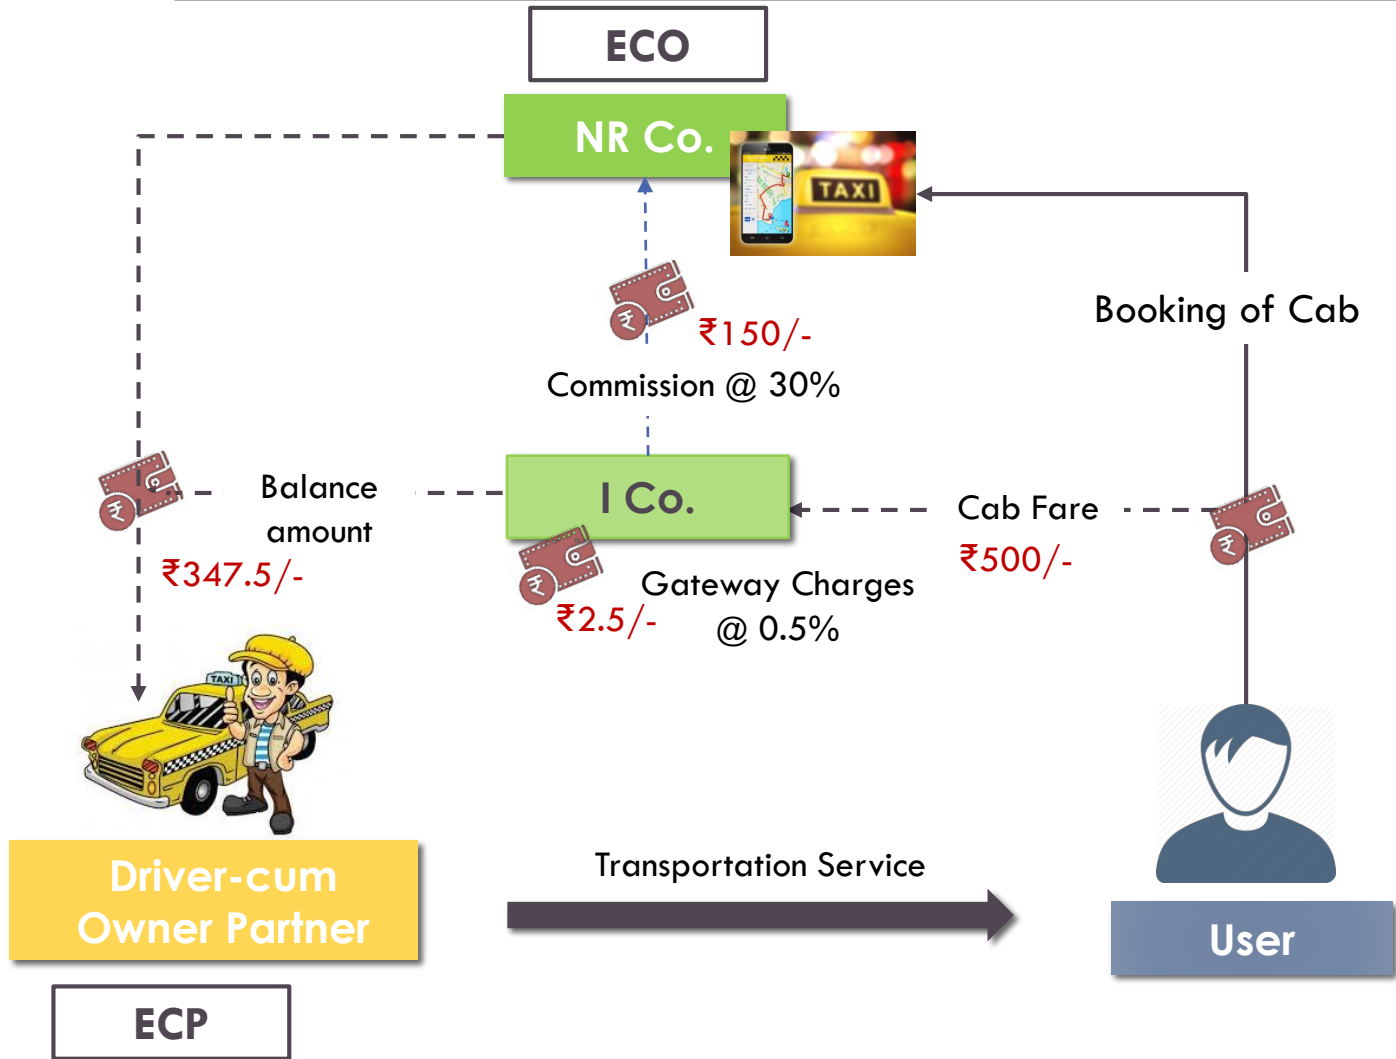 ECO
NR Co.
TAXI
Booking of Cab
₹150/-
Commission @ 30%
Balance
amount
I Co.
Cab Fare
₹500/-
₹347.5/-
Gateway Charges
@ 0.5%
₹2.5/-
TAXI
Driver-cum
Owner Partner
Transportation Service
User
ECP